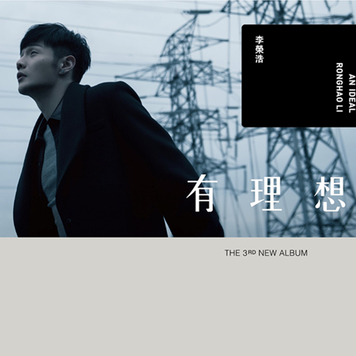 李榮浩
AN IDEAL
RONGHAO LI
有理想
THE 3RD NEW ALBUM